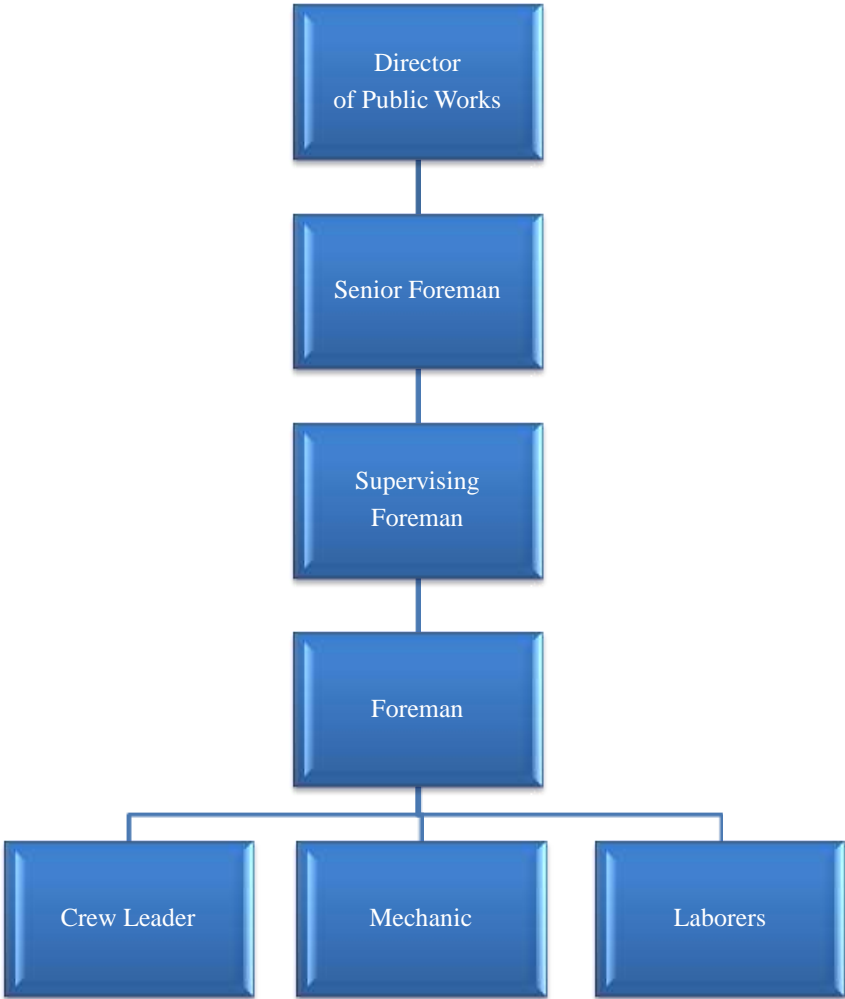 Director
of Public Works
Senior Foreman
Supervising
Foreman
Foreman
Crew Leader
Mechanic
Laborers